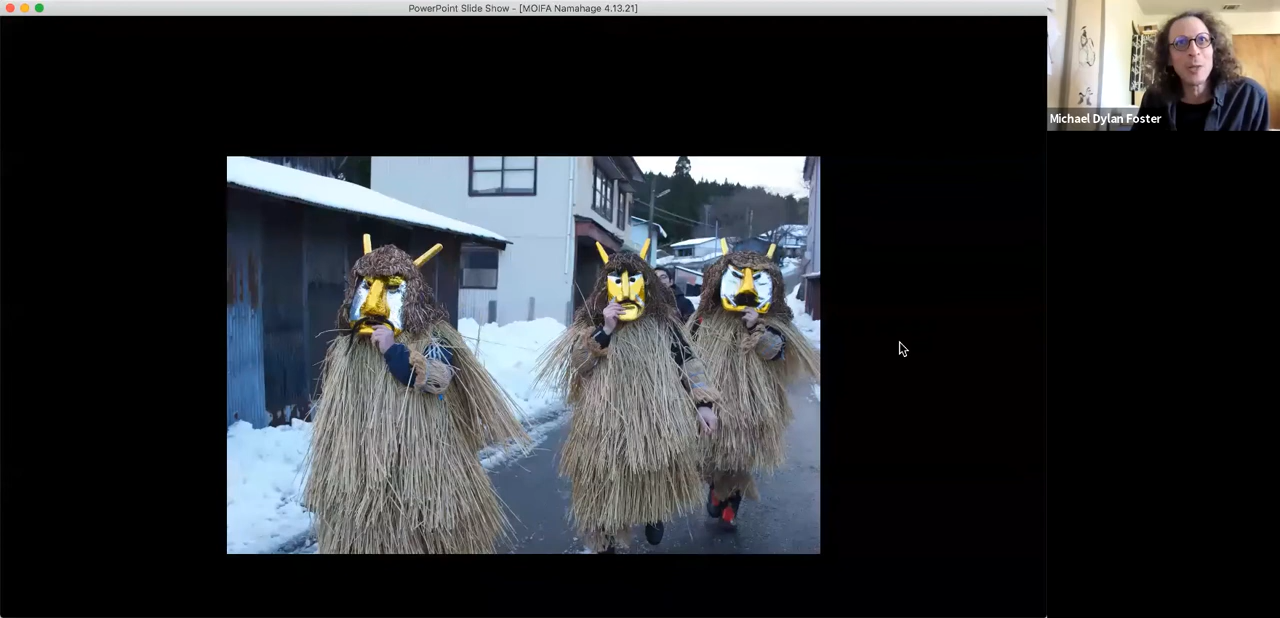 PowerPoint Slide Show - [MOIFA Namahage 4.13.21]
Michael Dylan Foster